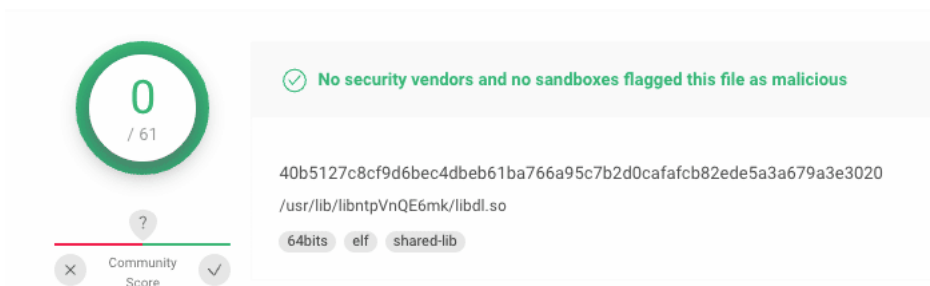 0
/ 61
No security vendors and no sandboxes flagged this file as malicious
40b5127c8cf9d6bec4dbeb61ba766a95c7b2d0cafafcb82ede5a3a679a3e3020
/usr/lib/libntpVnQE6mk/libdl.so
64bits elf shared-lib
?
Community
Score